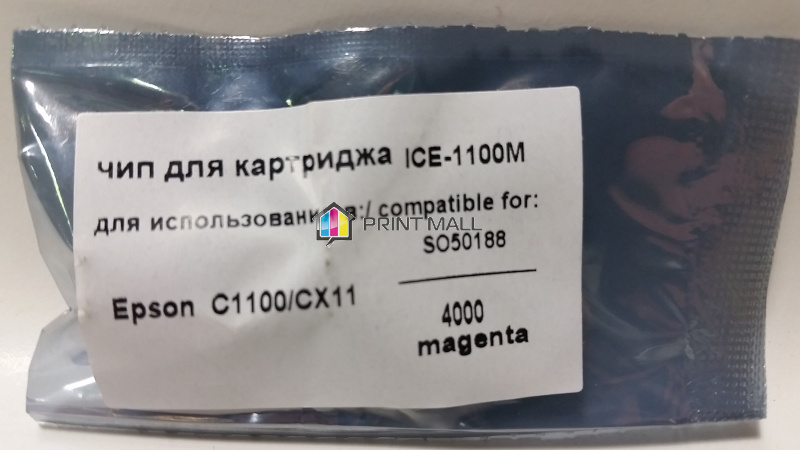 чип для картриджа ICE-1100M
для использования в:/ compatible for:
PRINT MALL
SO50188
Epson C1100/CX11
4000
magenta